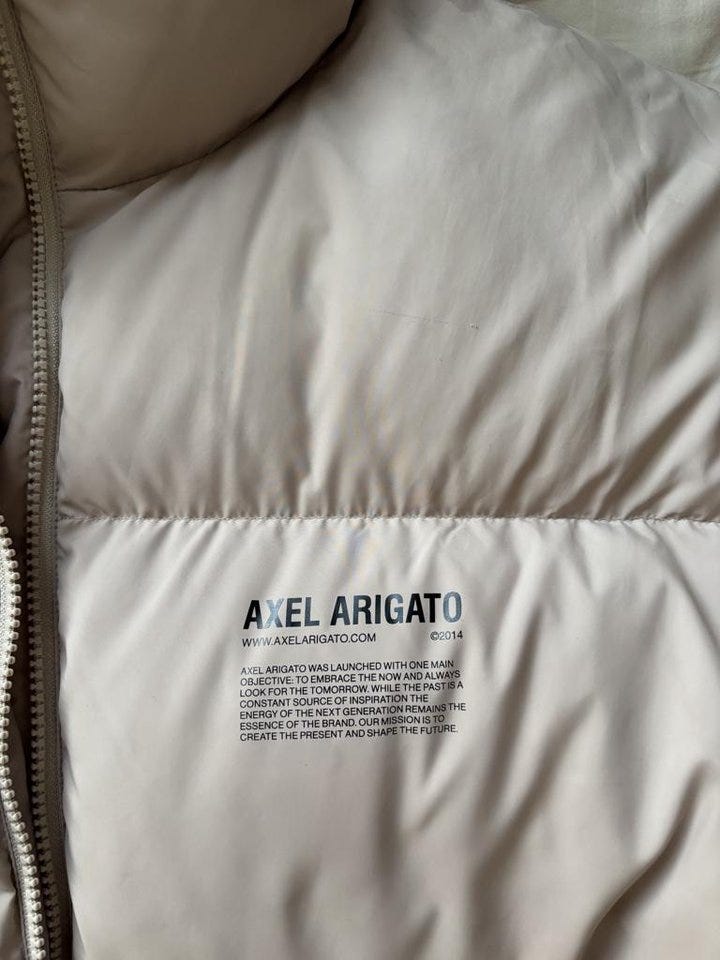 AXEL ARIGATO
WWW.AXELARIGATO.COM ©2014
AXEL ARIGATO WAS LAUNCHED WITH ONE MAIN
OBJECTIVE: TO EMBRACE THE NOW AND ALWAYS
LOOK FOR THE TOMORROW. WHILE THE PAST IS A
CONSTANT SOURCE OF INSPIRATION THE
ENERGY OF THE NEXT GENERATION REMAINS THE
ESSENCE OF THE BRAND. OUR MISSION IS TO
CREATE THE PRESENT AND SHAPE THE FUTURE.